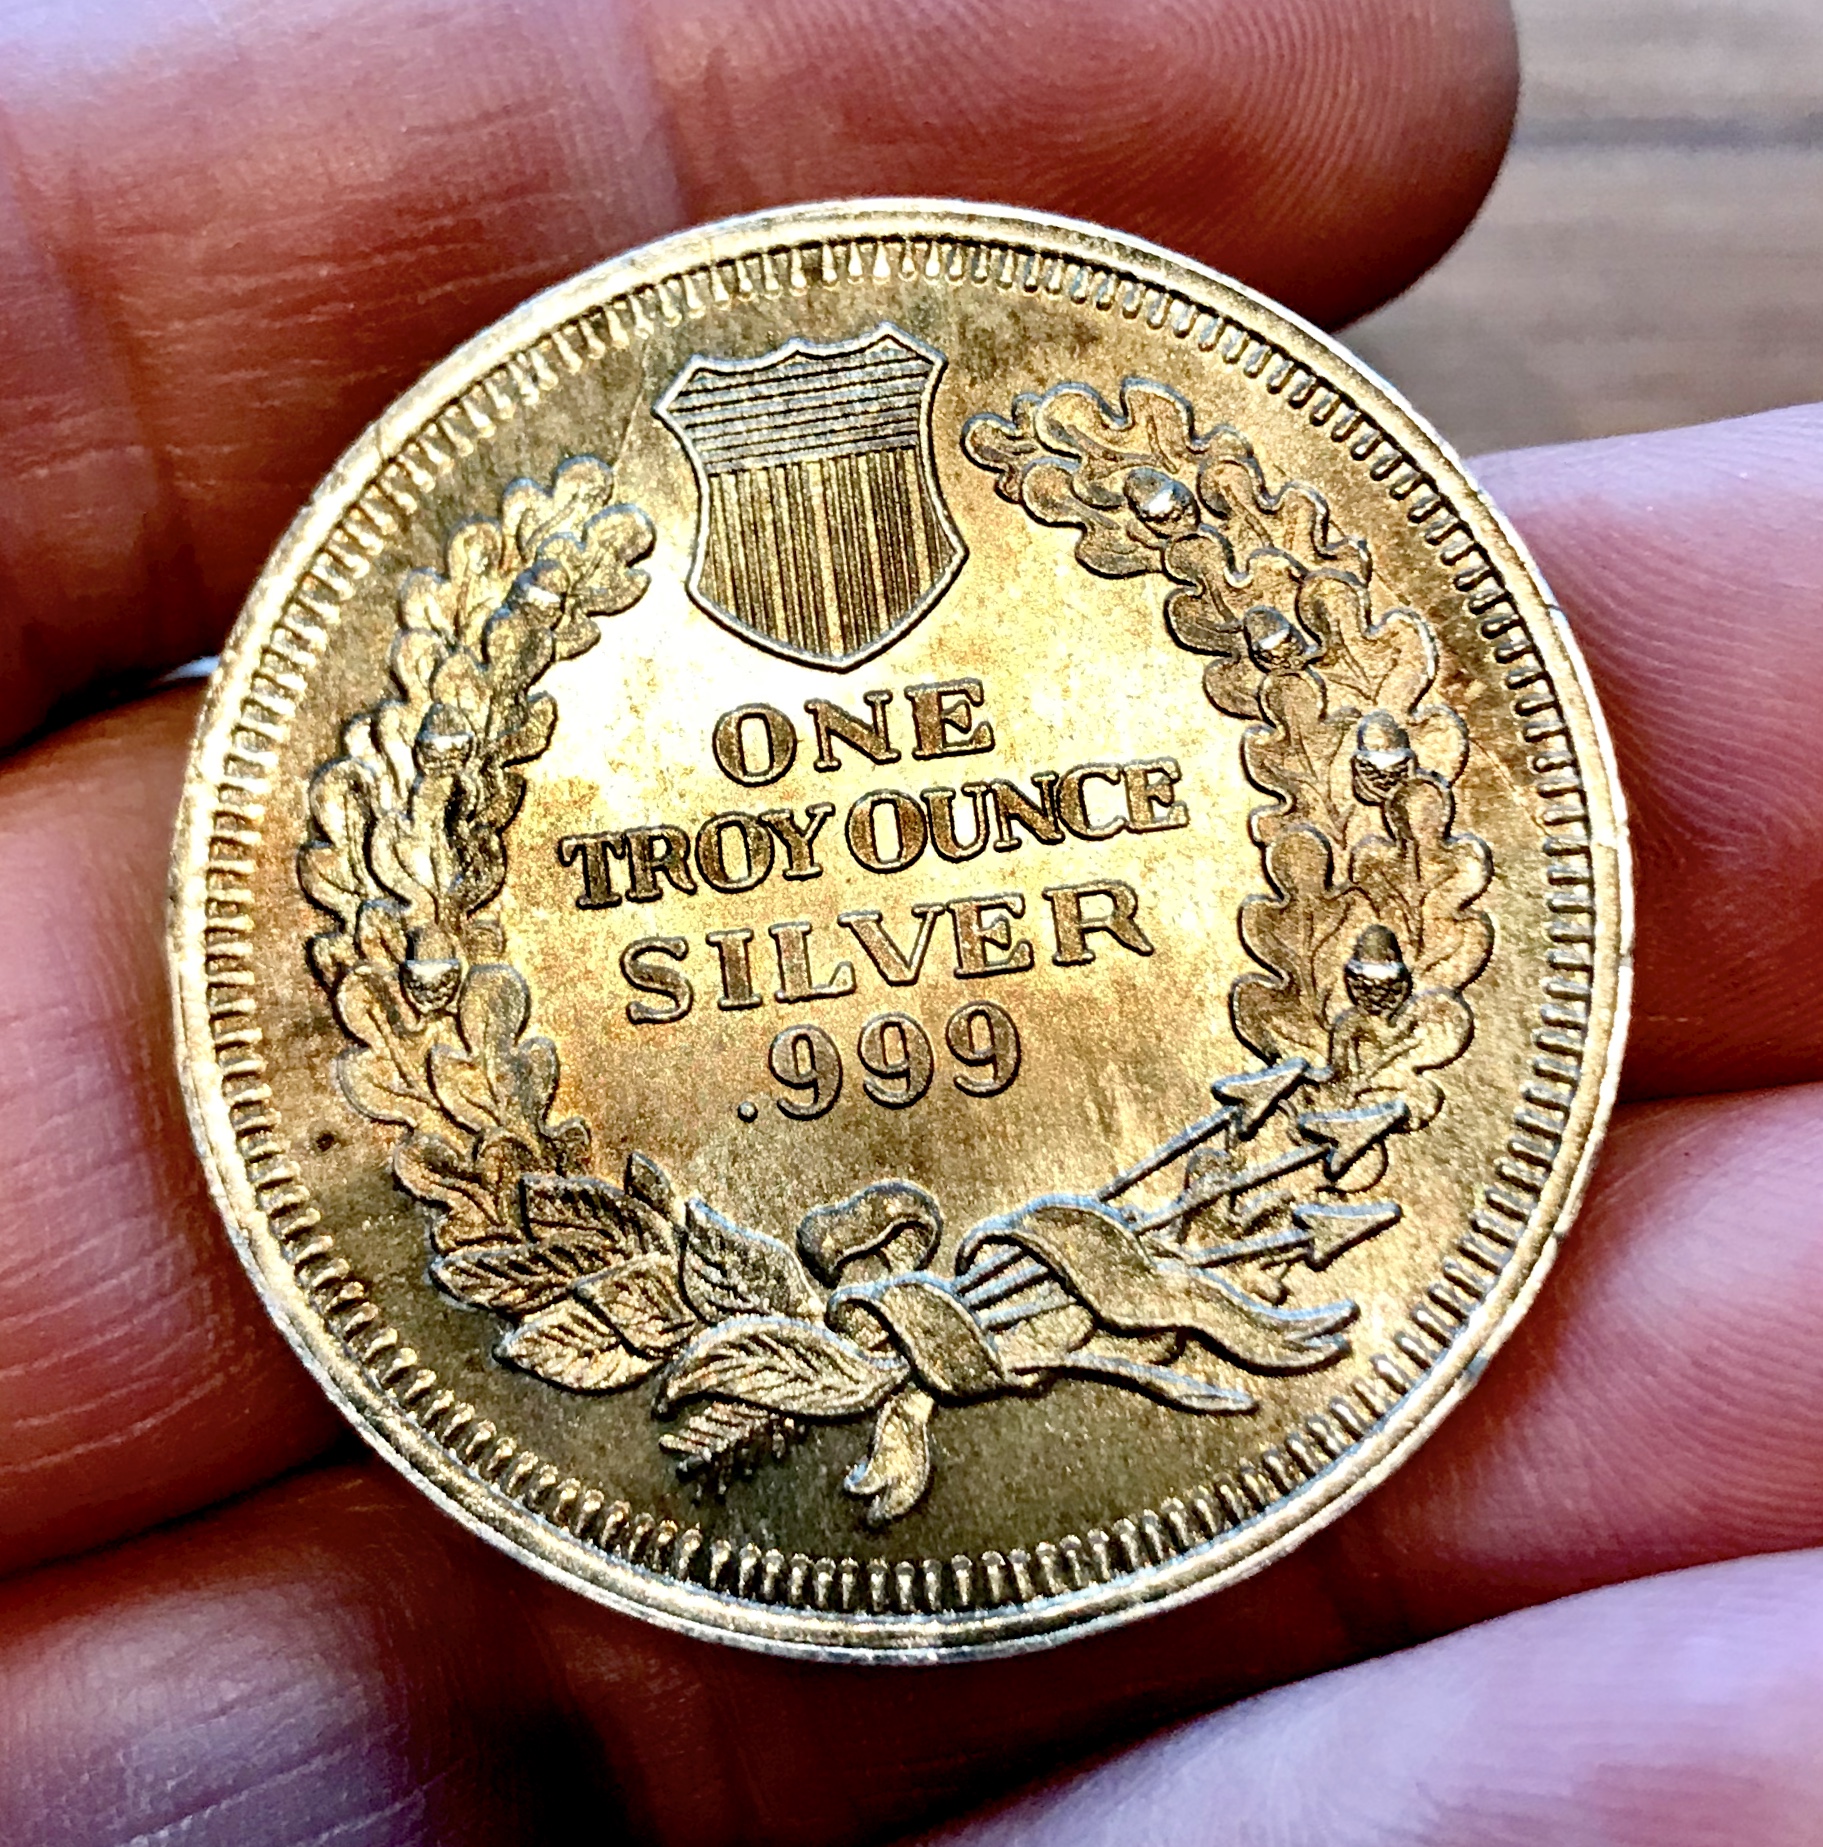 ONE
TROY OUNCE
SILVER
.999